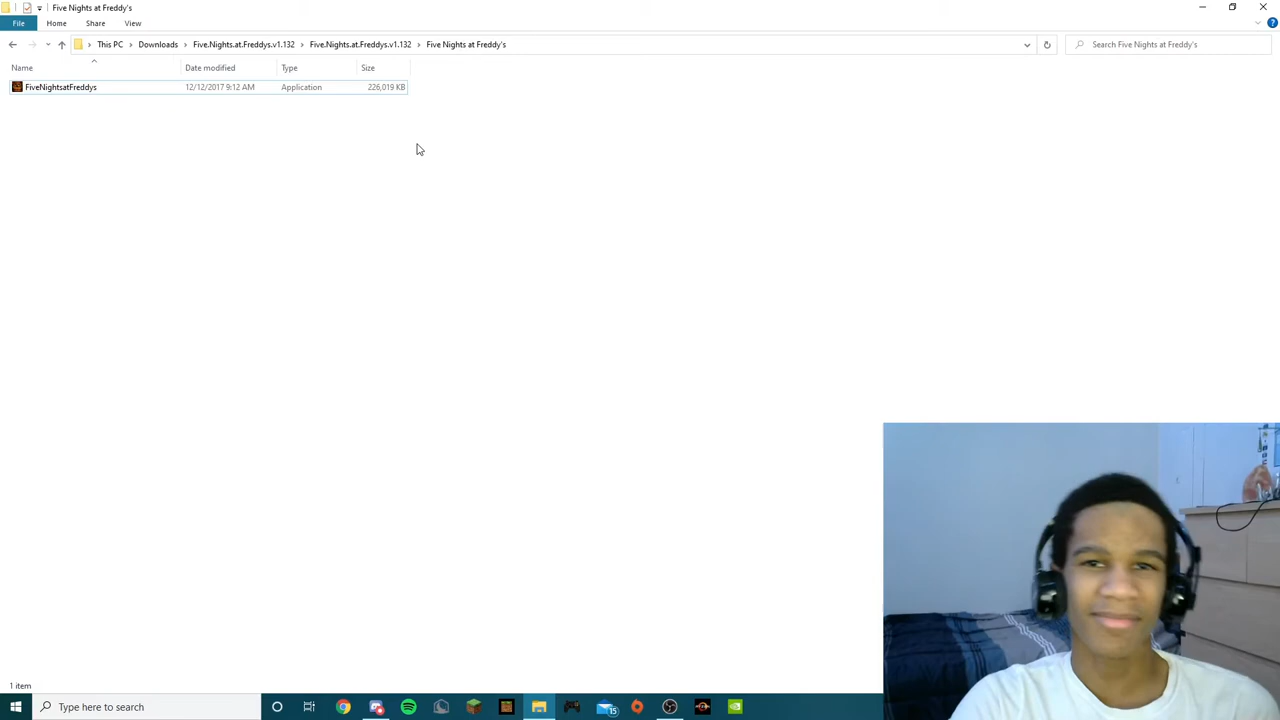 Five Nights at Freddy's
File Home Share View
This PC Downloads Five.Nights.at.Freddys.v1.132 Five.Nights.at.Freddys.v1.132 Five Nights at Freddy's Search Five Nights at Freddy's
Name Date modified Type Size
FiveNightsatFreddys 12/12/2017 9:12 AM Application 226,019 KB
1 item
Type here to search 15